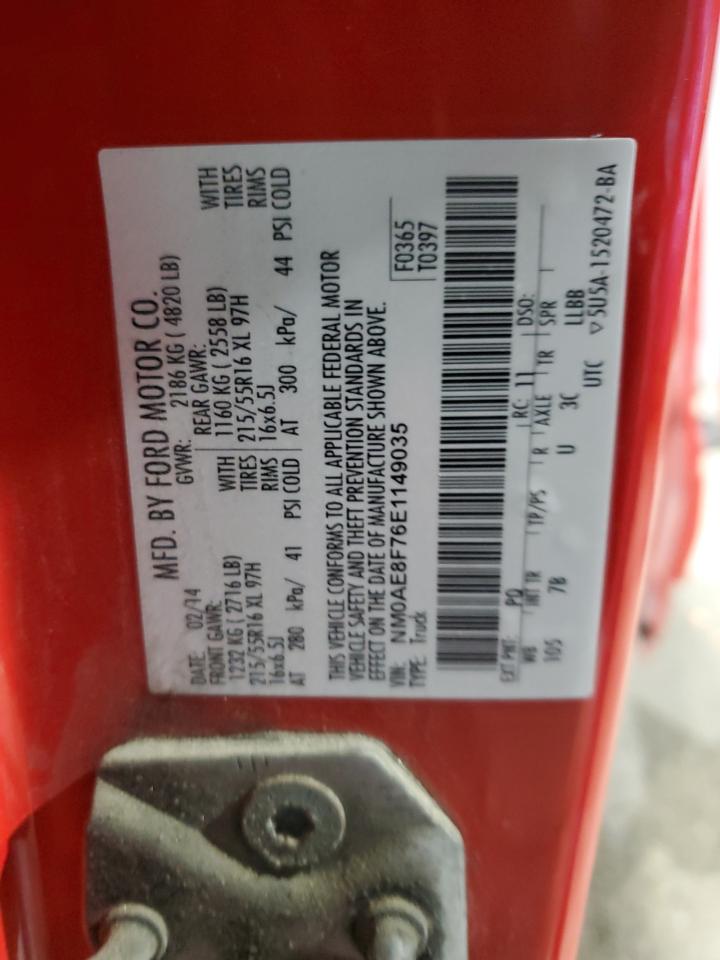 MFD. BY FORD MOTOR CO.
DATE: 02/14 GVWR: 2186 KG ( 4820 LB)
FRONT GAWR: REAR GAWR:
1232 KG ( 2716 LB) WITH 1160 KG ( 2558 LB) WITH
215/55R16 XL 97H TIRES 215/55R16 XL 97H TIRES
16x6.5J RIMS 16x6.5J RIMS
AT 280 kPa/ 41 PSI COLD AT 300 kPa/ 44 PSI COLD
THIS VEHICLE CONFORMS TO ALL APPLICABLE FEDERAL MOTOR
VEHICLE SAFETY AND THEFT PREVENTION STANDARDS IN
EFFECT ON THE DATE OF MANUFACTURE SHOWN ABOVE.
VIN: NM0AE8F76E1149035 F0365
TYPE: Truck T0397
EXT PNT: PQ RC: 11 DSO:
WB INT TR TP/PS R AXLE TR SPR
105 7B U 3C LLBB
UTC ▽5U5A-1520472-BA